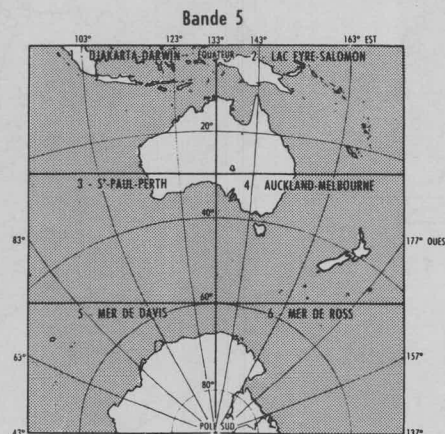 Bande 5
103° 123° 133° 143° 163° EST
1 DJAKARTA-DARWIN ÉQUATEUR 2 LAC EYRE-SALOMON
20°
3 - St-PAUL-PERTH 4 AUCKLAND-MELBOURNE
40°
83° 177° OUES
60°
5 - MER DE DAVIS 6 - MER DE ROSS
63° 157°
80°
POLE SUD
43° 137°